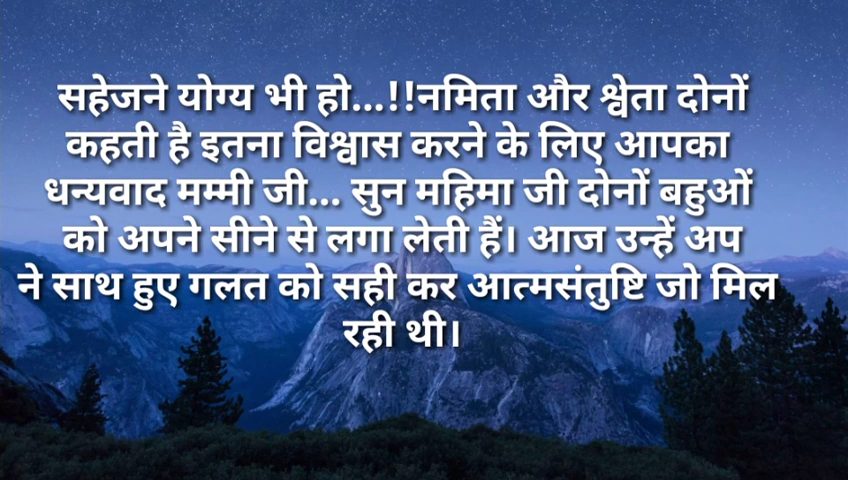 सहेजने योग्य भी हो...!!नमिता और श्वेता दोनों
कहती है इतना विश्वास करने के लिए आपका
धन्यवाद मम्मी जी... सुन महिमा जी दोनों बहुओं
को अपने सीने से लगा लेती हैं। आज उन्हें अप
ने साथ हुए गलत को सही कर आत्मसंतुष्टि जो मिल
रही थी।